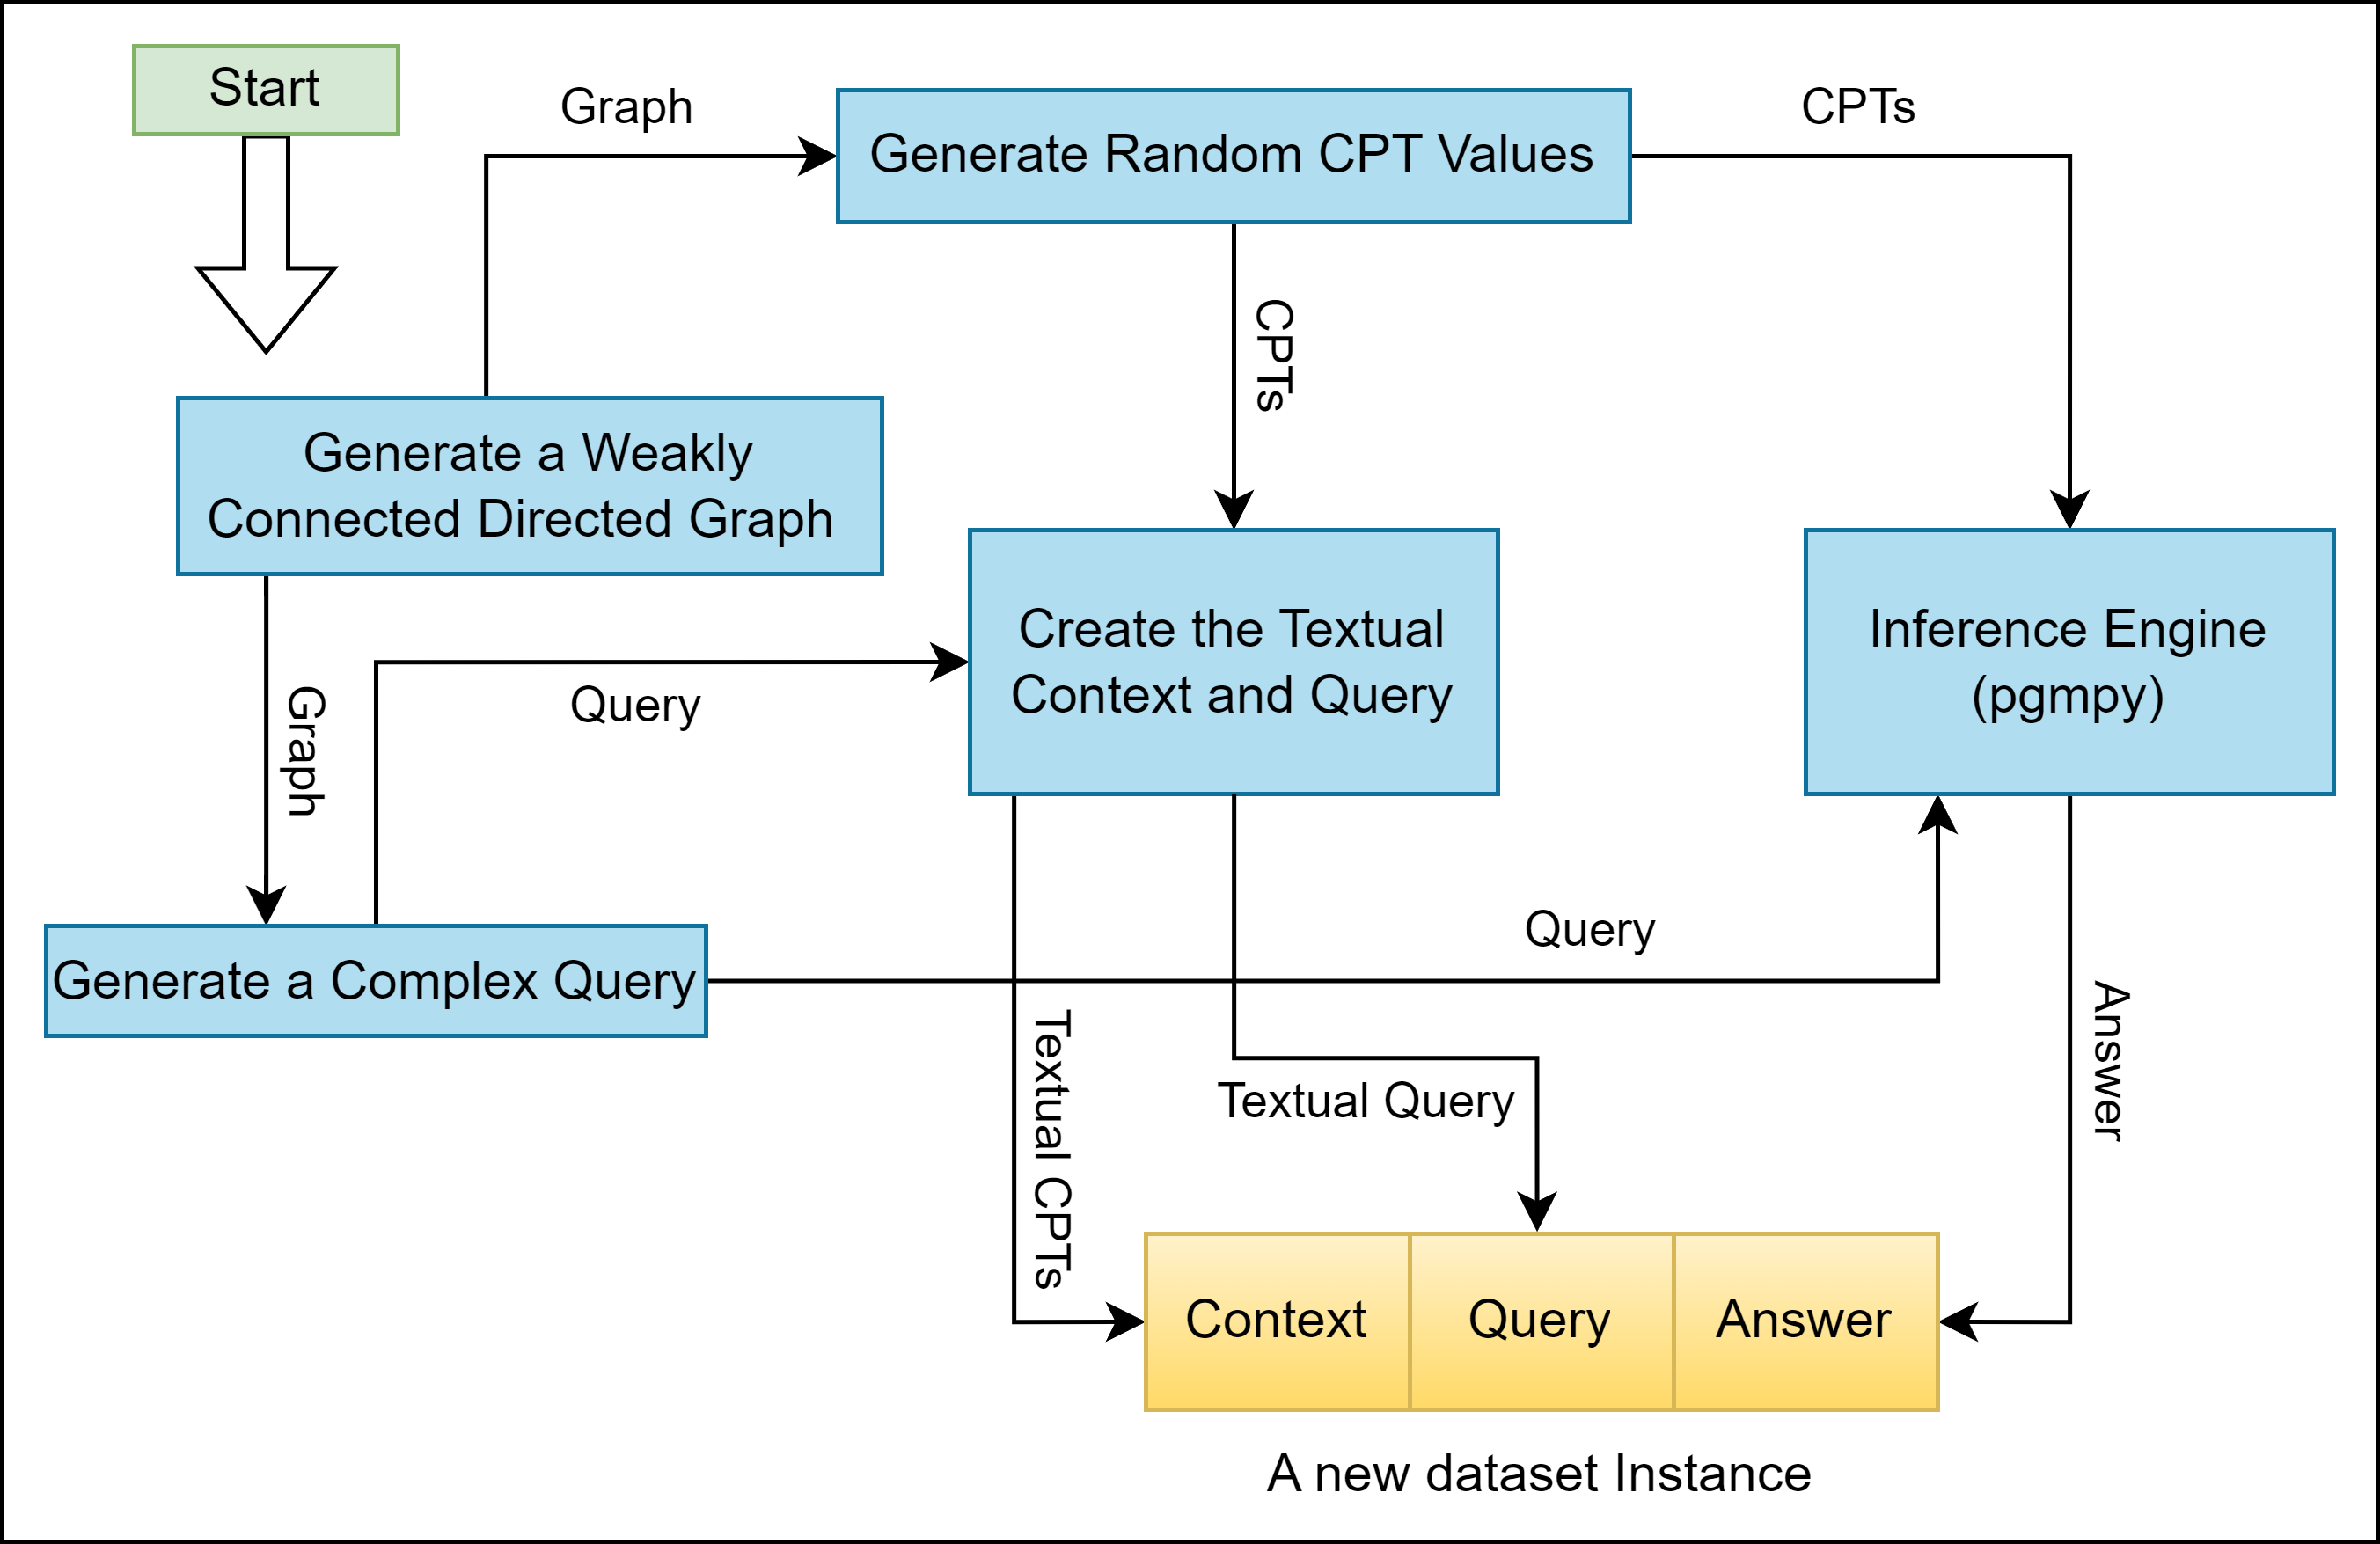 Start
Graph
Generate Random CPT Values
CPTs
CPTs
Generate a Weakly
Connected Directed Graph
Graph
Query
Create the Textual
Context and Query
Inference Engine
(pgmpy)
Generate a Complex Query
Query
Textual CPTs
Textual Query
Answer
Context
Query
Answer
A new dataset Instance